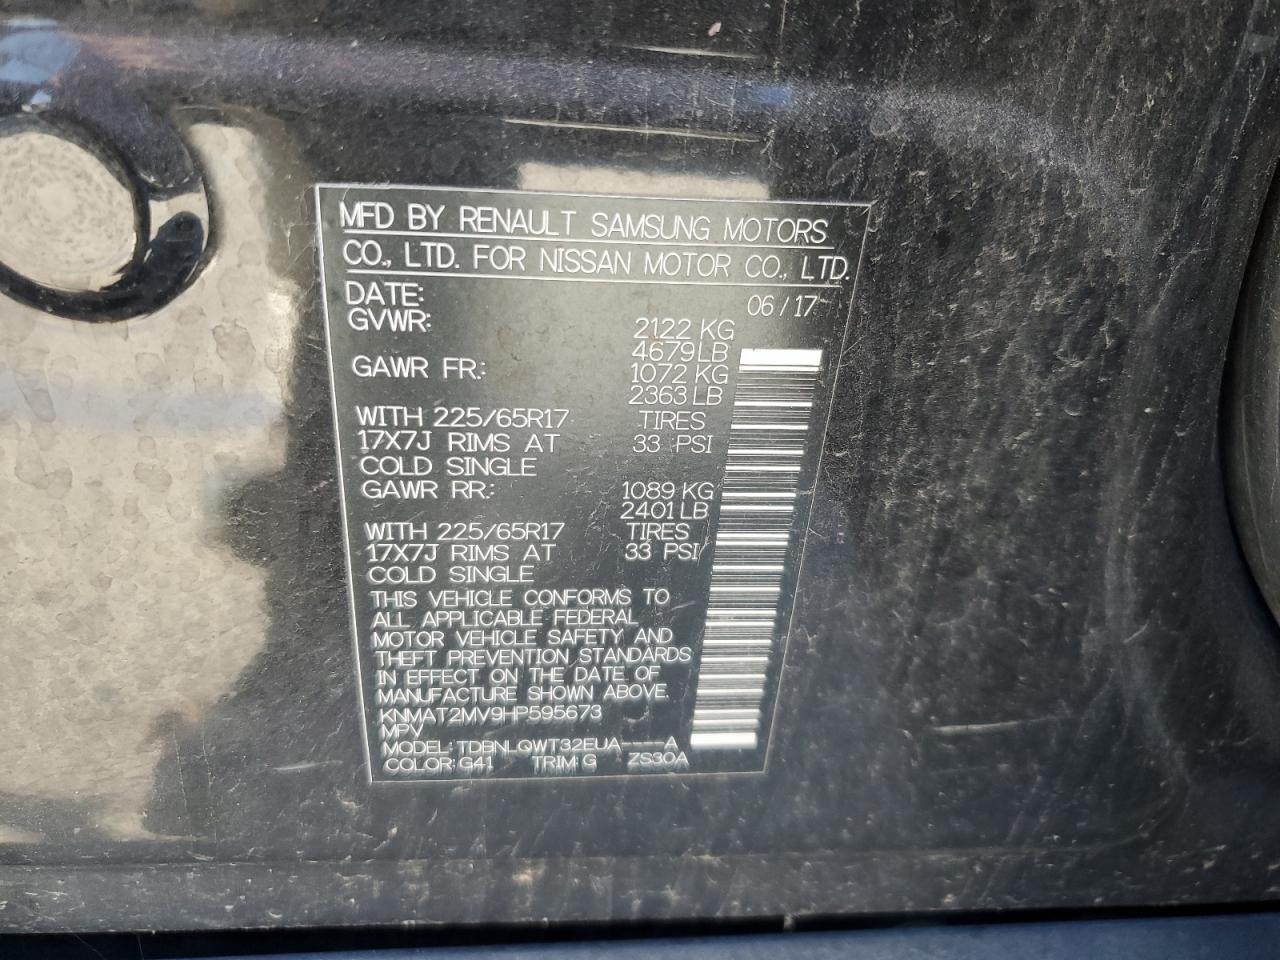 MFD BY RENAULT SAMSUNG MOTORS
CO., LTD. FOR NISSAN MOTOR CO., LTD.
DATE: 06/17
GVWR: 2122 KG
4679 LB
GAWR FR.: 1072 KG
2363 LB
WITH 225/65R17 TIRES
17X7J RIMS AT 33 PSI
COLD SINGLE
GAWR RR.: 1089 KG
2401 LB
WITH 225/65R17 TIRES
17X7J RIMS AT 33 PSI
COLD SINGLE
THIS VEHICLE CONFORMS TO
ALL APPLICABLE FEDERAL
MOTOR VEHICLE SAFETY AND
THEFT PREVENTION STANDARDS
IN EFFECT ON THE DATE OF
MANUFACTURE SHOWN ABOVE.
KNMAT2MV9HP595673
MPV
MODEL: TDBNLQWT32EUA----A
COLOR: G41 TRIM: G ZS30A